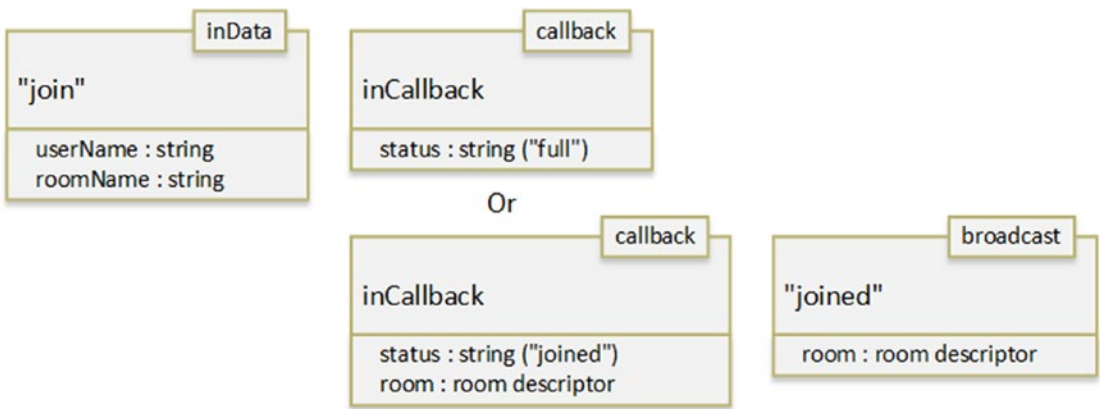 inData
"join"
userName : string
roomName : string
callback
inCallback
status : string ("full")
Or
callback
inCallback
status : string ("joined")
room : room descriptor
broadcast
"joined"
room : room descriptor